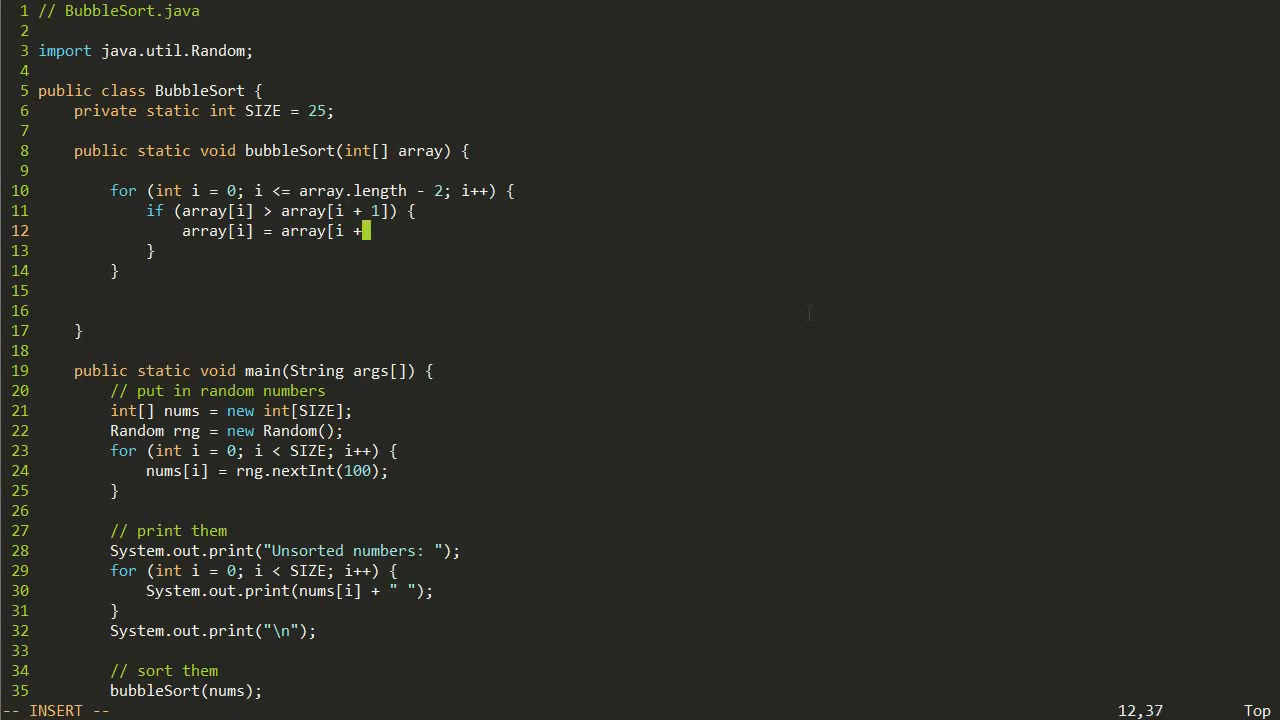 1 // BubbleSort.java
2
3 import java.util.Random;
4
5 public class BubbleSort {
6     private static int SIZE = 25;
7
8     public static void bubbleSort(int[] array) {
9
10         for (int i = 0; i <= array.length - 2; i++) {
11             if (array[i] > array[i + 1]) {
12                 array[i] = array[i +
13             }
14         }
15
16
17     }
18
19     public static void main(String args[]) {
20         // put in random numbers
21         int[] nums = new int[SIZE];
22         Random rng = new Random();
23         for (int i = 0; i < SIZE; i++) {
24             nums[i] = rng.nextInt(100);
25         }
26
27         // print them
28         System.out.print("Unsorted numbers: ");
29         for (int i = 0; i < SIZE; i++) {
30             System.out.print(nums[i] + " ");
31         }
32         System.out.print("\n");
33
34         // sort them
35         bubbleSort(nums);
-- INSERT -- 12,37 Top